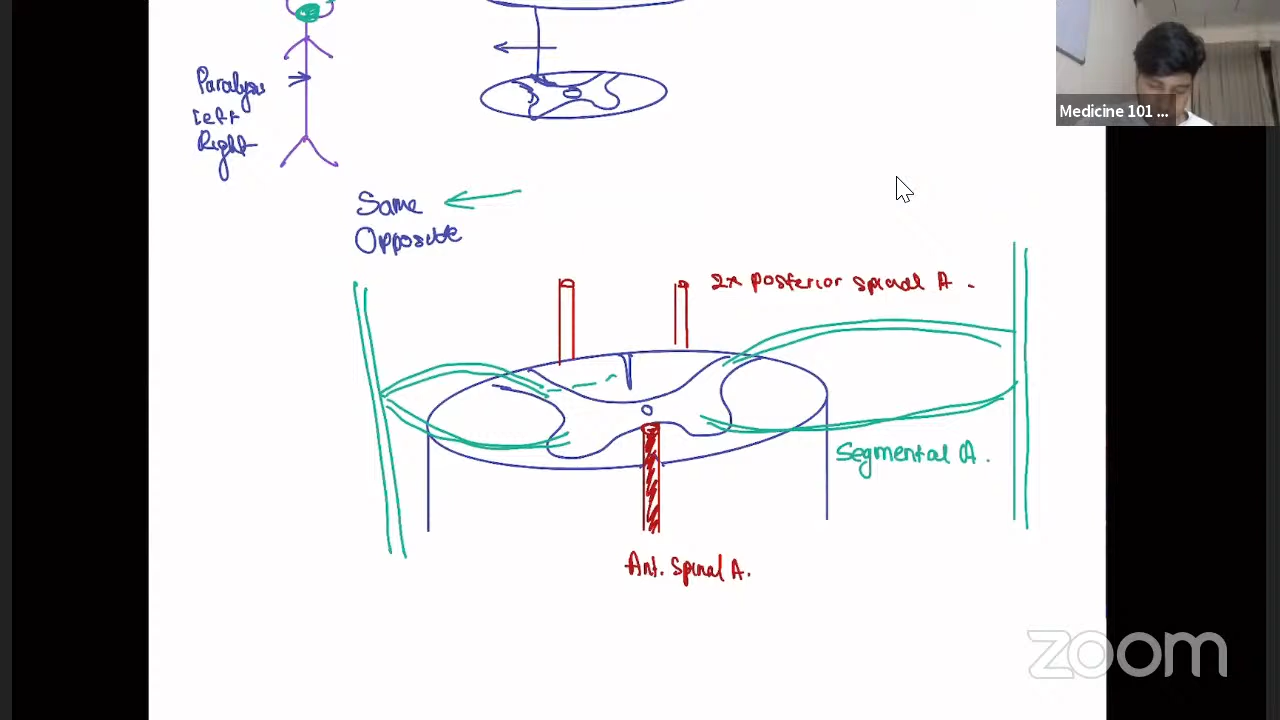 Medicine 101 ...
Paralysis
Left
Right
Same
Opposite
2x posterior spinal A.
Segmental A.
Ant. Spinal A.
zoom